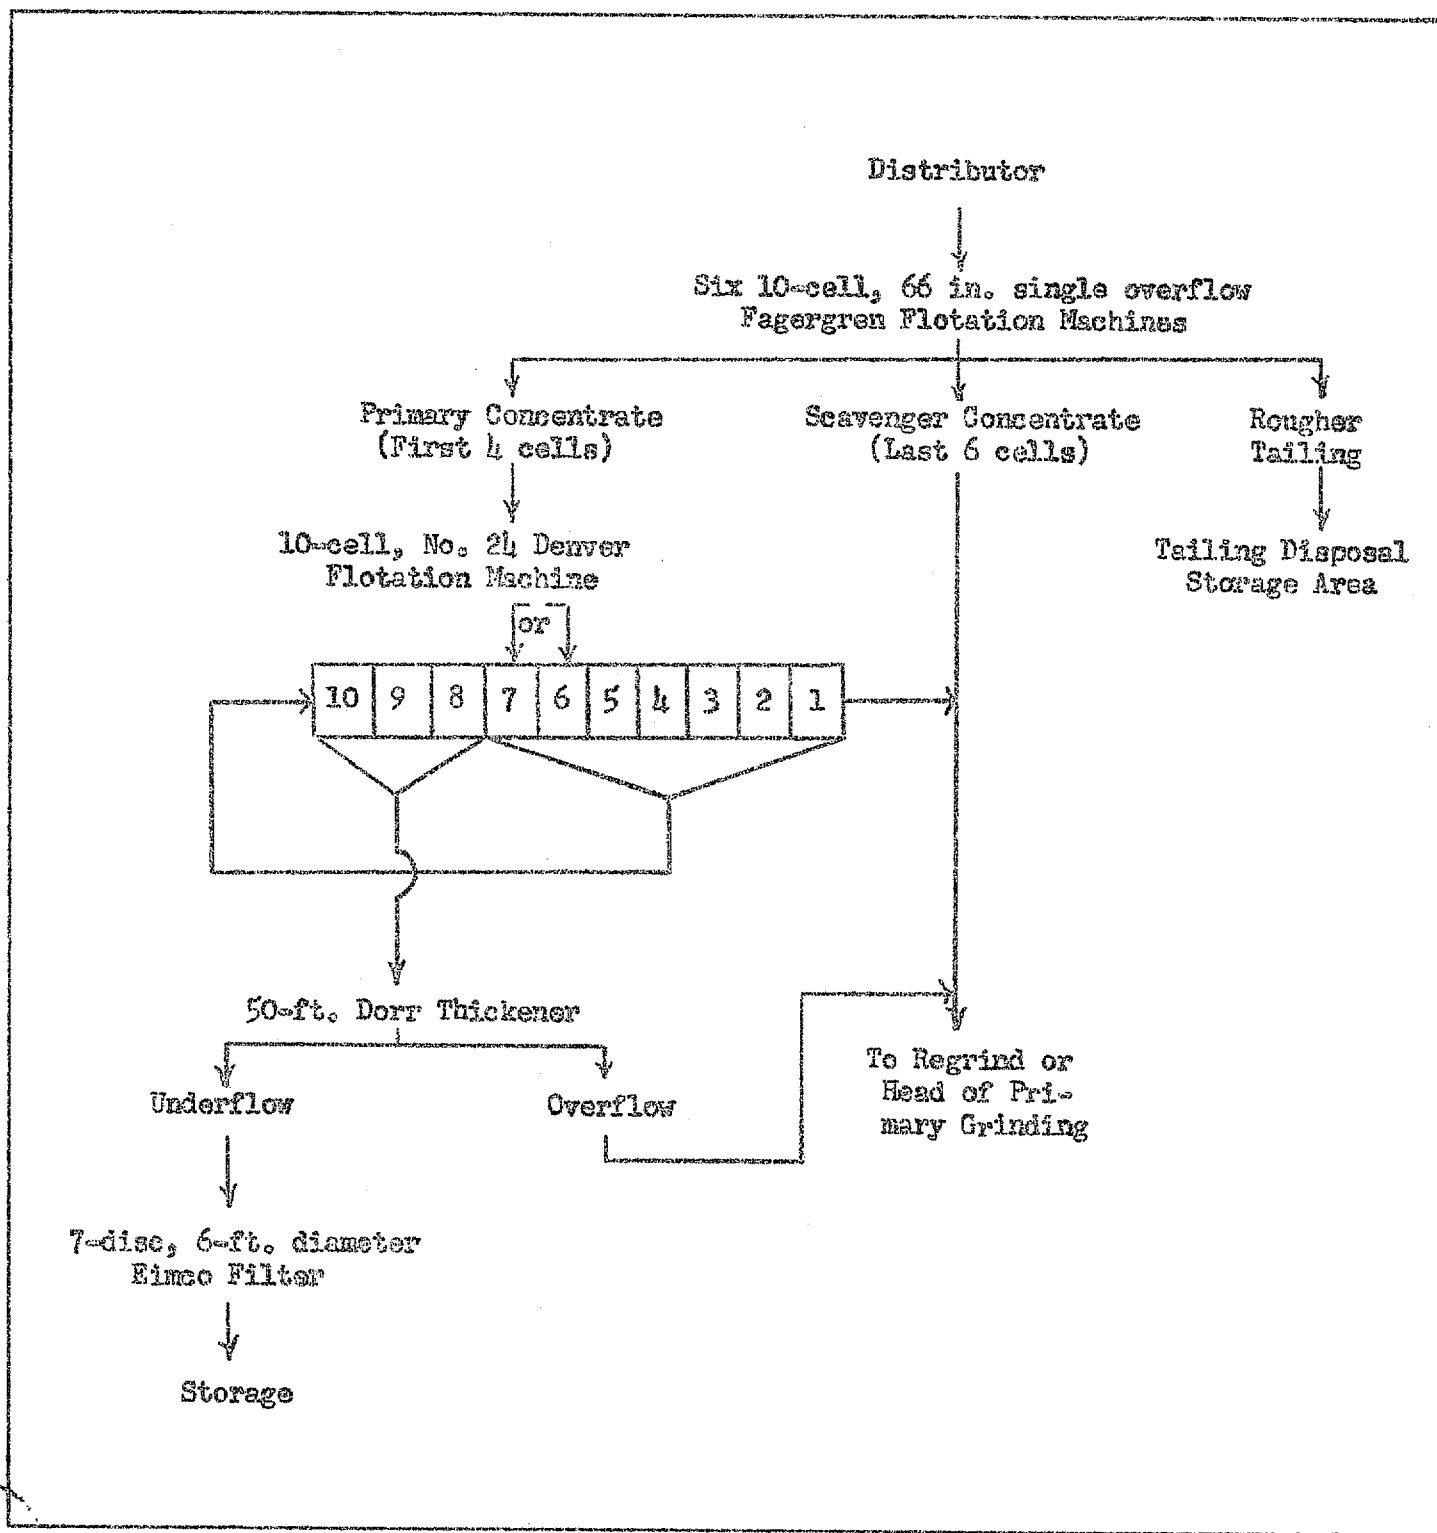 Distributor
Six 10-cell, 66 in. single overflow
Fagergren Flotation Machines
Primary Concentrate
(First 4 cells)
Scavenger Concentrate
(Last 6 cells)
Rougher
Tailing
10-cell, No. 24 Denver
Flotation Machine
Tailing Disposal
Storage Area
or
10 9 8 7 6 5 4 3 2 1
50-ft. Dorr Thickener
Underflow
Overflow
To Regrind or
Head of Pri-
mary Grinding
7-disc, 6-ft. diameter
Eimco Filter
Storage